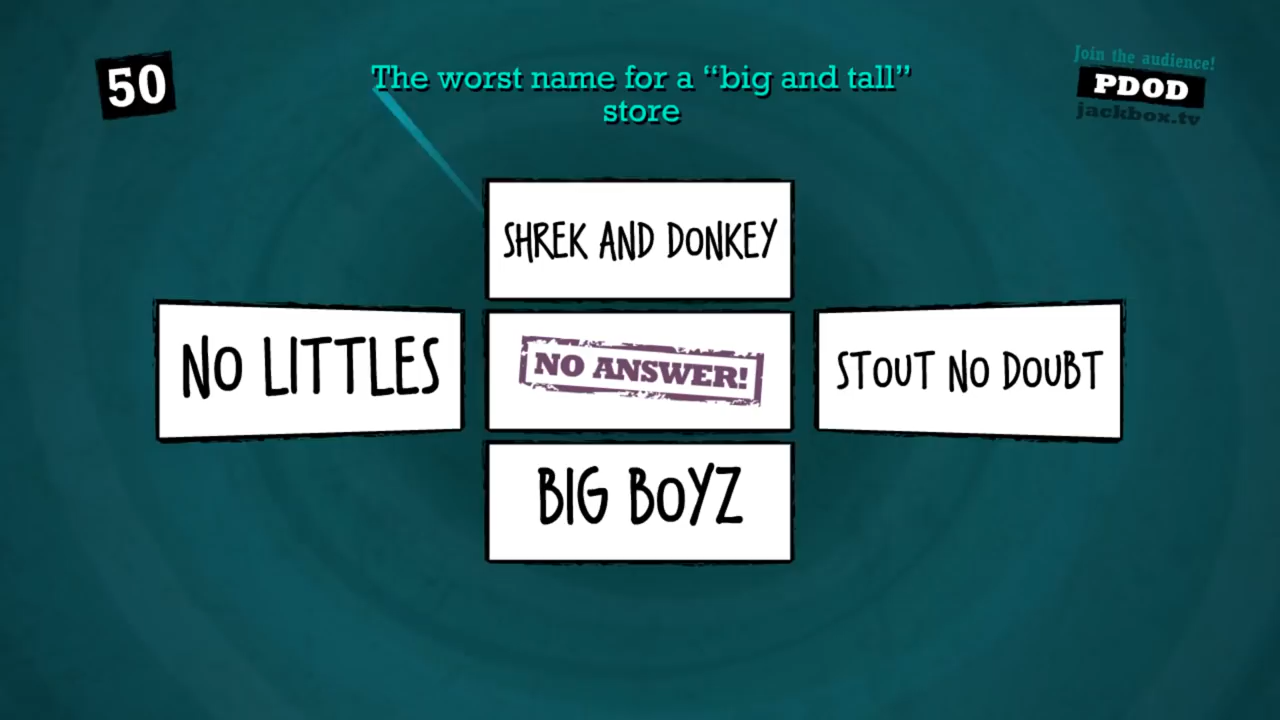 50
The worst name for a “big and tall”
store
Join the audience!
PDOD
jackbox.tv
SHREK AND DONKEY
NO LITTLES
NO ANSWER!
STOUT NO DOUBT
BIG BOYZ